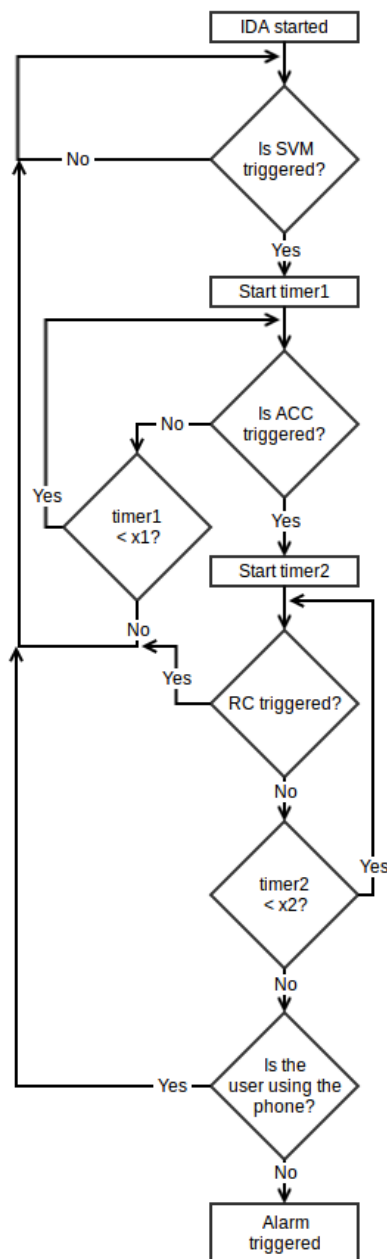 IDA started
Is SVM
triggered?
No
Yes
Start timer1
Is ACC
triggered?
No
Yes
timer1
< x1?
Yes
No
Start timer2
RC triggered?
Yes
No
timer2
< x2?
Yes
No
Is the
user using the
phone?
Yes
No
Alarm
triggered